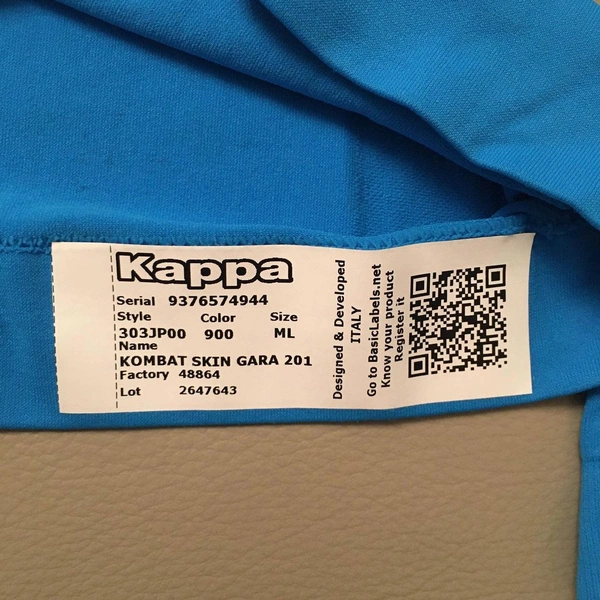 Kappa
Serial 9376574944
Style Color Size
303JP00 900 ML
Name
KOMBAT SKIN GARA 201
Factory 48864
Lot 2647643
Designed & Developed
ITALY
Go to BasicLabels.net
Know your product
Register it